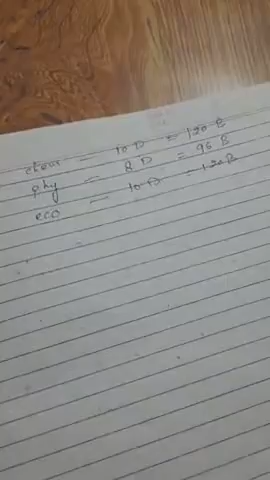 chem — 10 D = 120 B
phy — 8 D = 96 B
eco — 10 D = 120 B